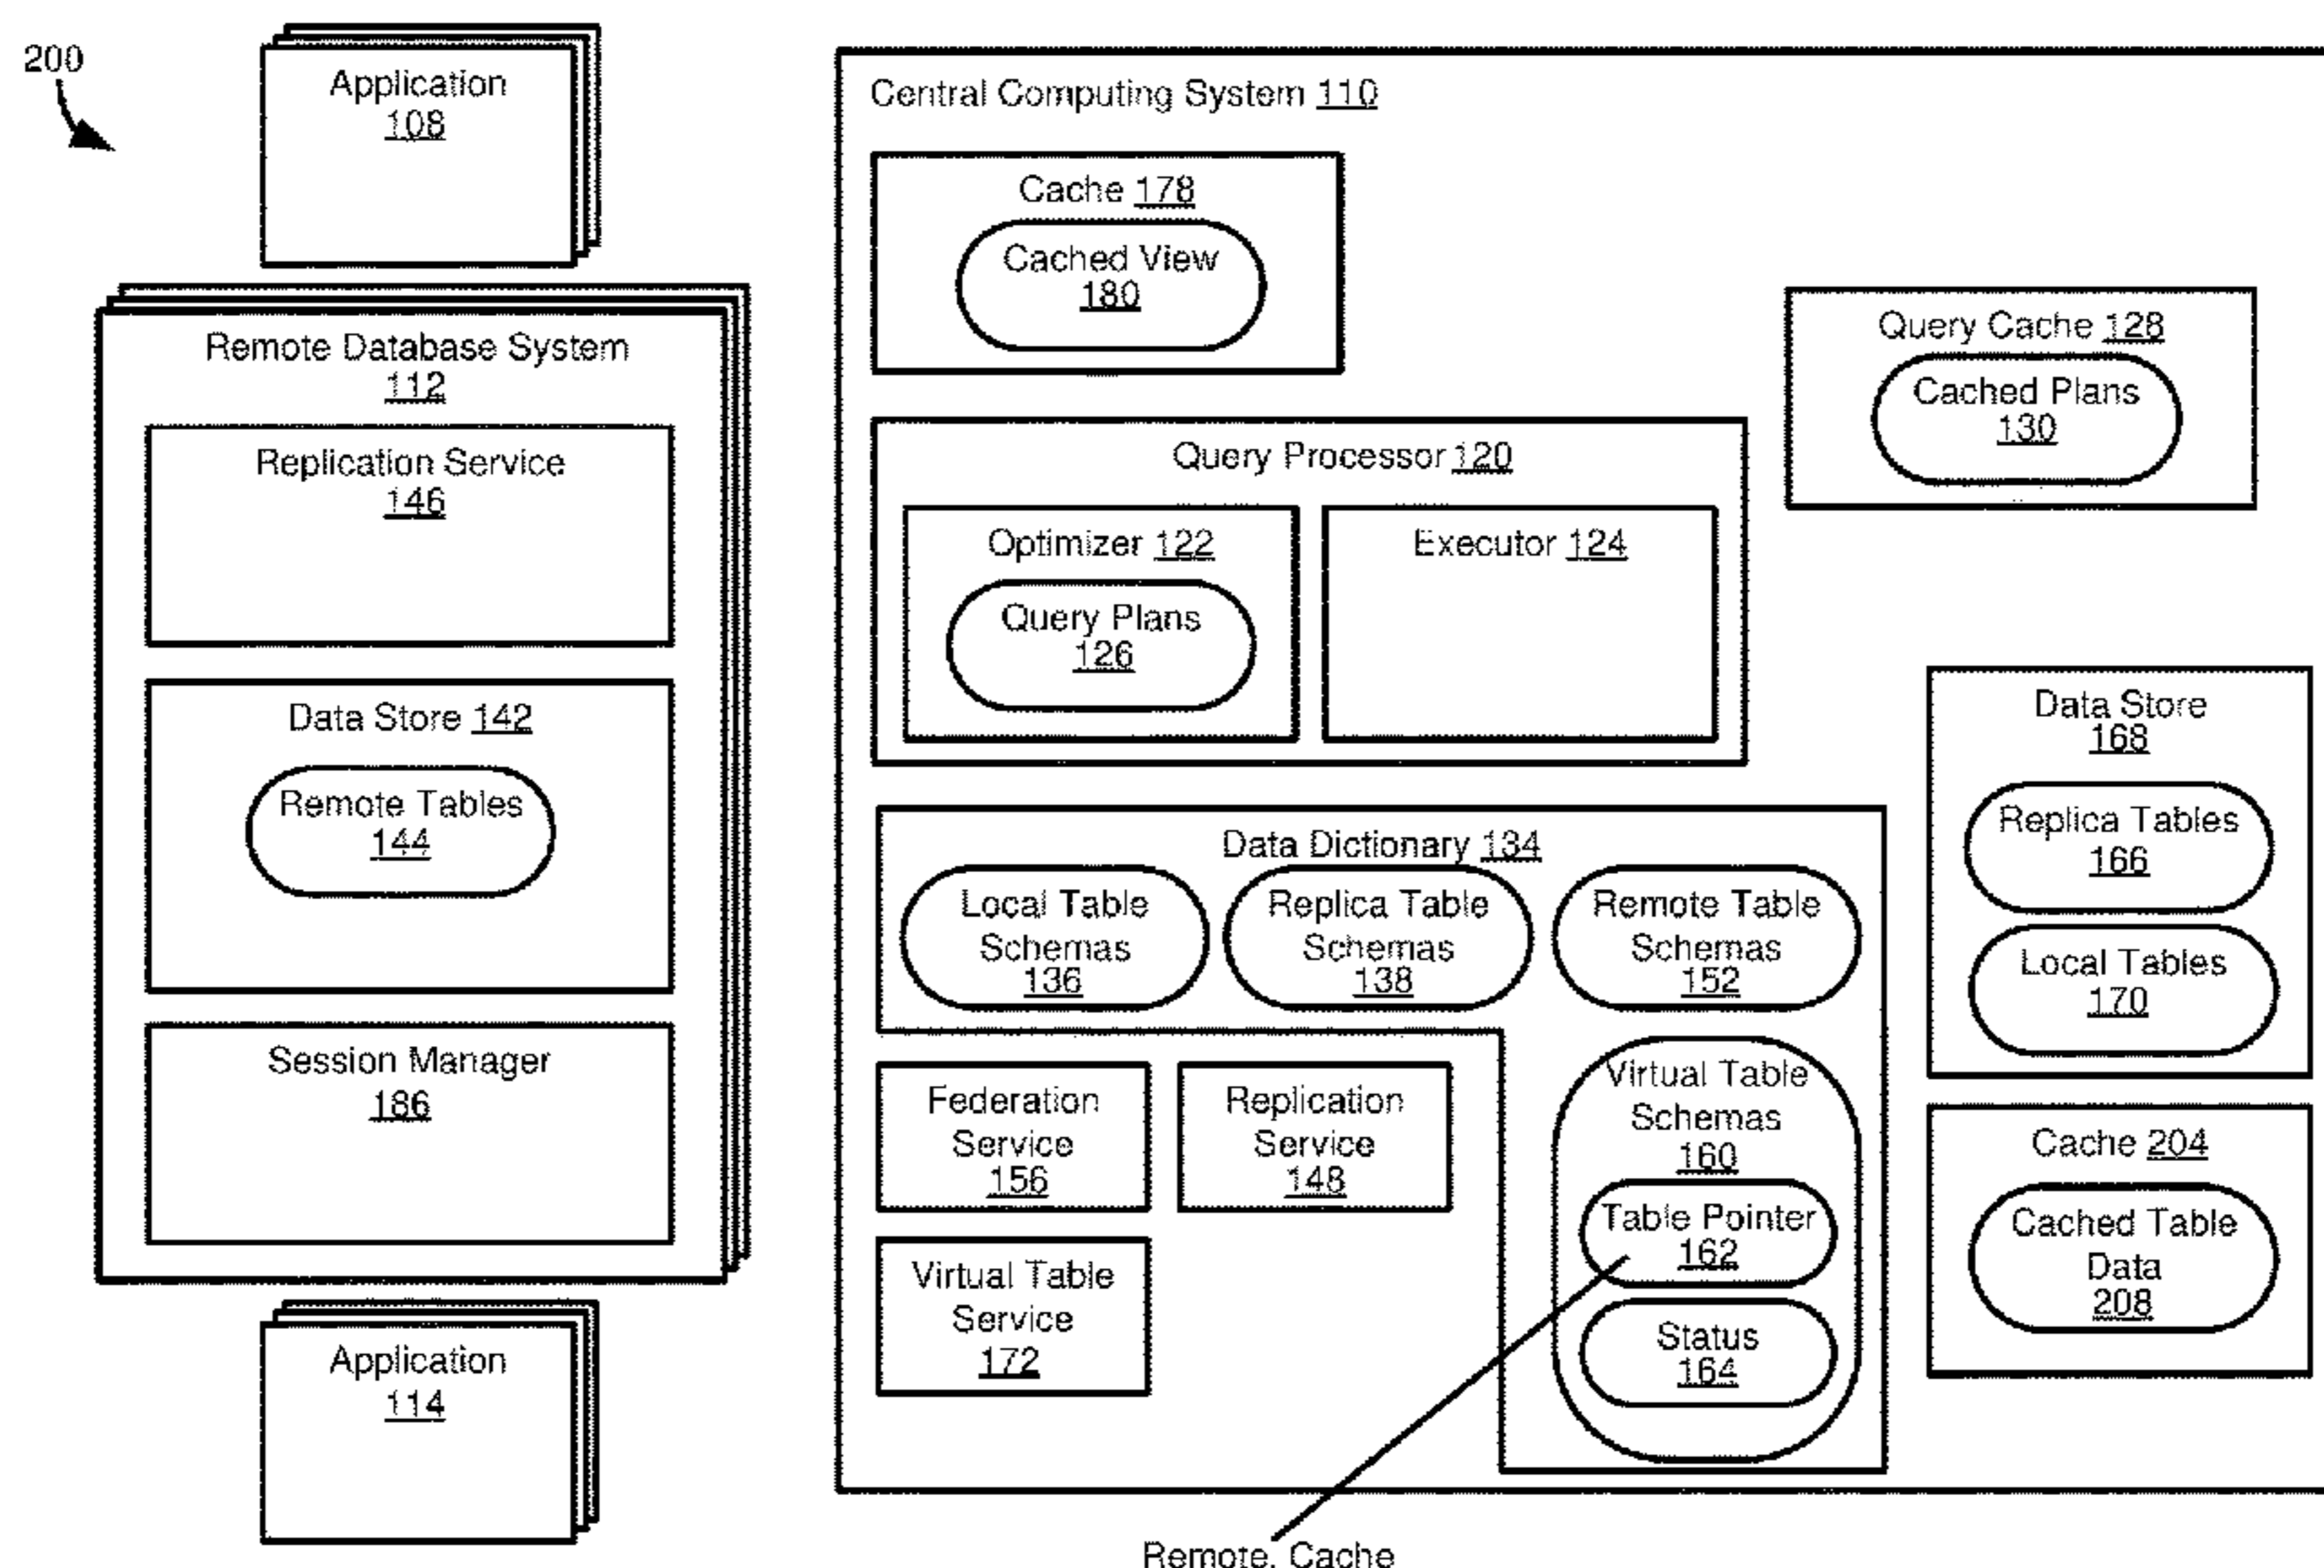 200
Application
108
Remote Database System
112
Replication Service
146
Data Store 142
Remote Tables
144
Session Manager
186
Application
114
Central Computing System 110
Cache 178
Cached View
180
Query Cache 128
Cached Plans
130
Query Processor 120
Optimizer 122
Query Plans
126
Executor 124
Data Dictionary 134
Local Table
Schemas
136
Replica Table
Schemas
138
Remote Table
Schemas
152
Virtual Table
Schemas
160
Table Pointer
162
Status
164
Federation
Service
156
Replication
Service
148
Virtual Table
Service
172
Data Store
168
Replica Tables
166
Local Tables
170
Cache 204
Cached Table
Data
208
Remote, Cache